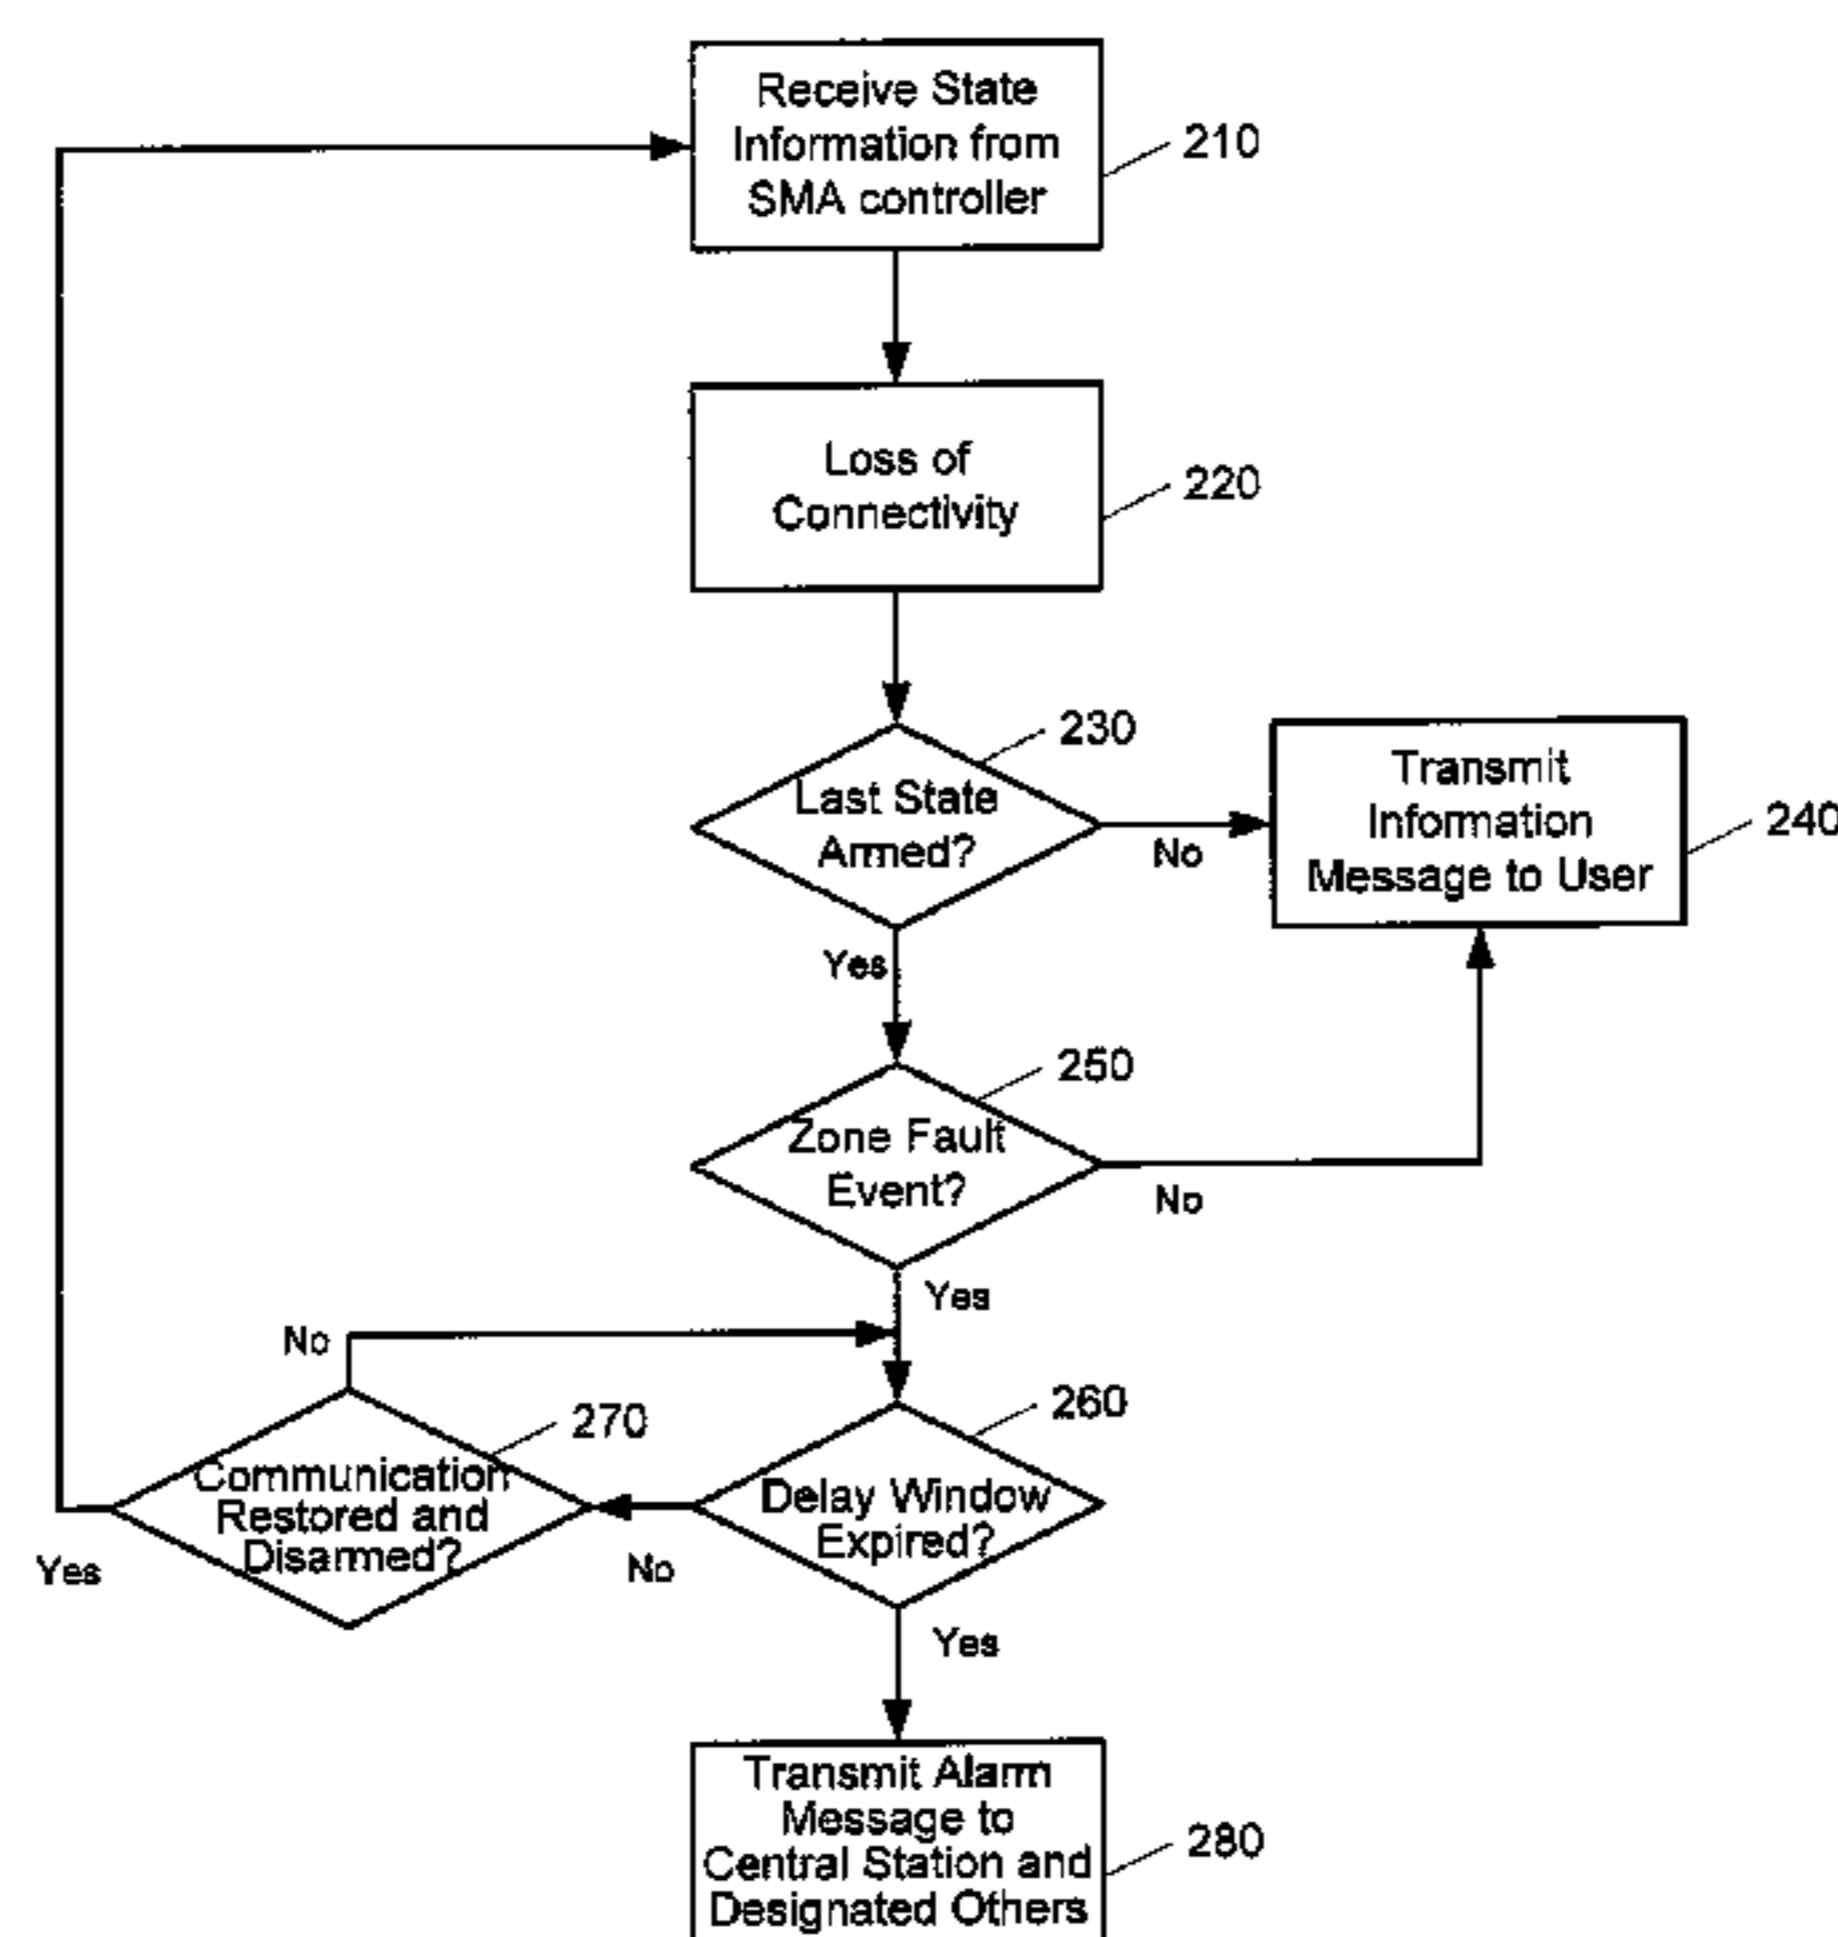 Receive State
Information from
SMA controller
210
Loss of
Connectivity
220
230
Last State
Armed?
No
Yes
Transmit
Information
Message to User
240
250
Zone Fault
Event?
No
Yes
No
270
Communication
Restored and
Disarmed?
Yes
No
260
Delay Window
Expired?
Yes
Transmit Alarm
Message to
Central Station and
Designated Others
280